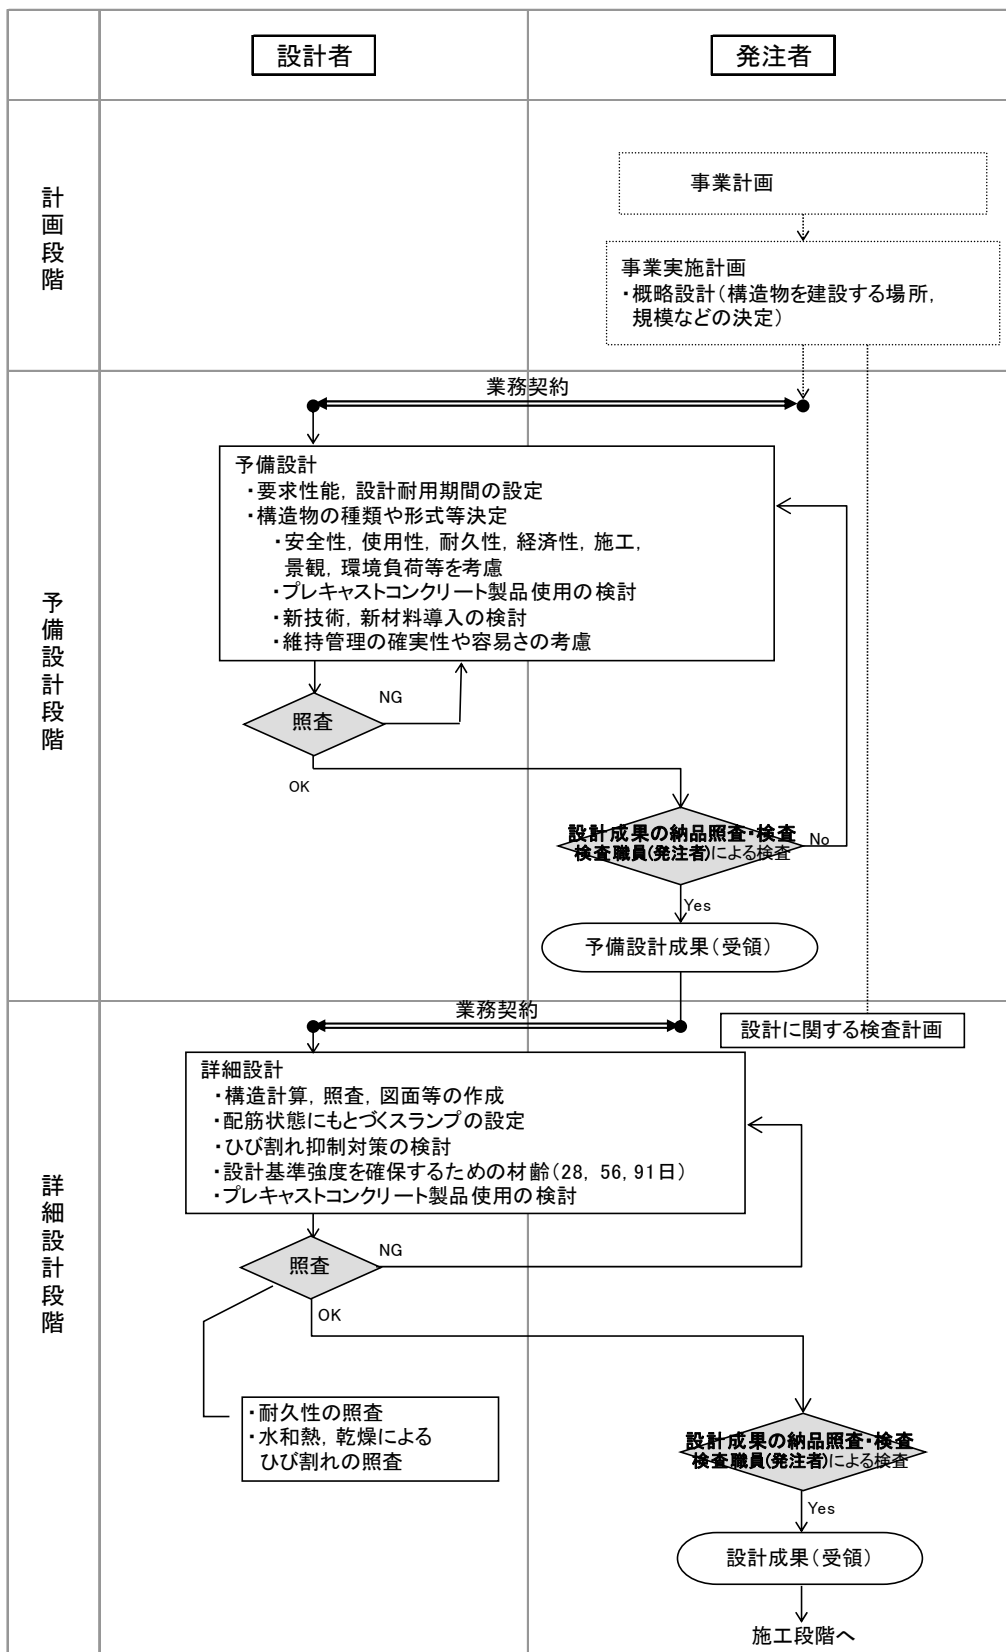 設計者
発注者
計画段階
事業計画
事業実施計画
・概略設計（構造物を建設する場所，
規模などの決定）
業務契約
予備設計段階
予備設計
・要求性能，設計耐用期間の設定
・構造物の種類や形式等決定
・安全性，使用性，耐久性，経済性，施工，
景観，環境負荷等を考慮
・プレキャストコンクリート製品使用の検討
・新技術，新材料導入の検討
・維持管理の確実性や容易さの考慮
照査
NG
OK
設計成果の納品照査・検査
検査職員(発注者)による検査
No
Yes
予備設計成果（受領）
業務契約
設計に関する検査計画
詳細設計段階
詳細設計
・構造計算，照査，図面等の作成
・配筋状態にもとづくスランプの設定
・ひび割れ抑制対策の検討
・設計基準強度を確保するための材齢（28，56，91日）
・プレキャストコンクリート製品使用の検討
照査
NG
OK
・耐久性の照査
・水和熱，乾燥による
ひび割れの照査
設計成果の納品照査・検査
検査職員(発注者)による検査
Yes
設計成果（受領）
施工段階へ